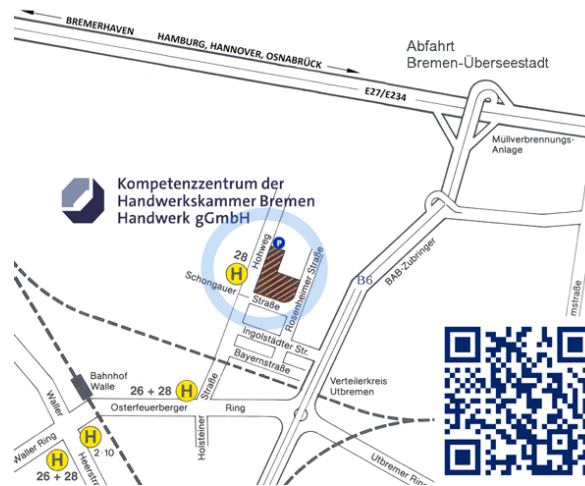 BREMERHAVEN
HAMBURG, HANNOVER, OSNABRÜCK
E27/E234
Abfahrt
Bremen-Überseestadt
Müllverbrennungs-
Anlage
Kompetenzzentrum der
Handwerkskammer Bremen
Handwerk gGmbH
P
28
H
Hohweg
Schongauer
Straße
Rosenheimer Straße
B6
BAB-Zubringer
mstraße
Ingolstädter Str.
Bayernstraße
Bahnhof
Walle
26 + 28
H
Straße
Holsteiner
Osterfeuerberger
Ring
Verteilerkreis
Utbremen
Waller
Waller Ring
H
26 + 28
H
2·10
Heerstr
Utbremer Ring